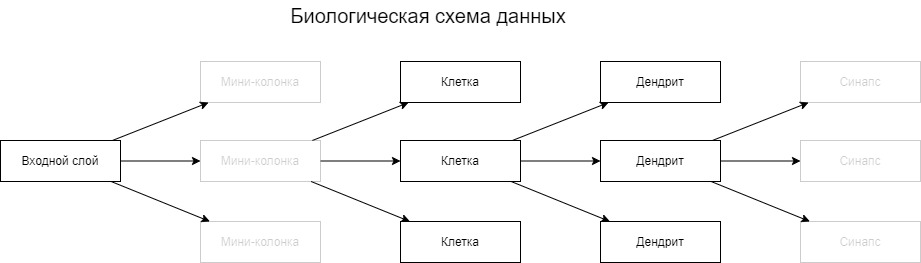 Биологическая схема данных
Мини-колонка
Клетка
Дендрит
Синапс
Входной слой
Мини-колонка
Клетка
Дендрит
Синапс
Мини-колонка
Клетка
Дендрит
Синапс